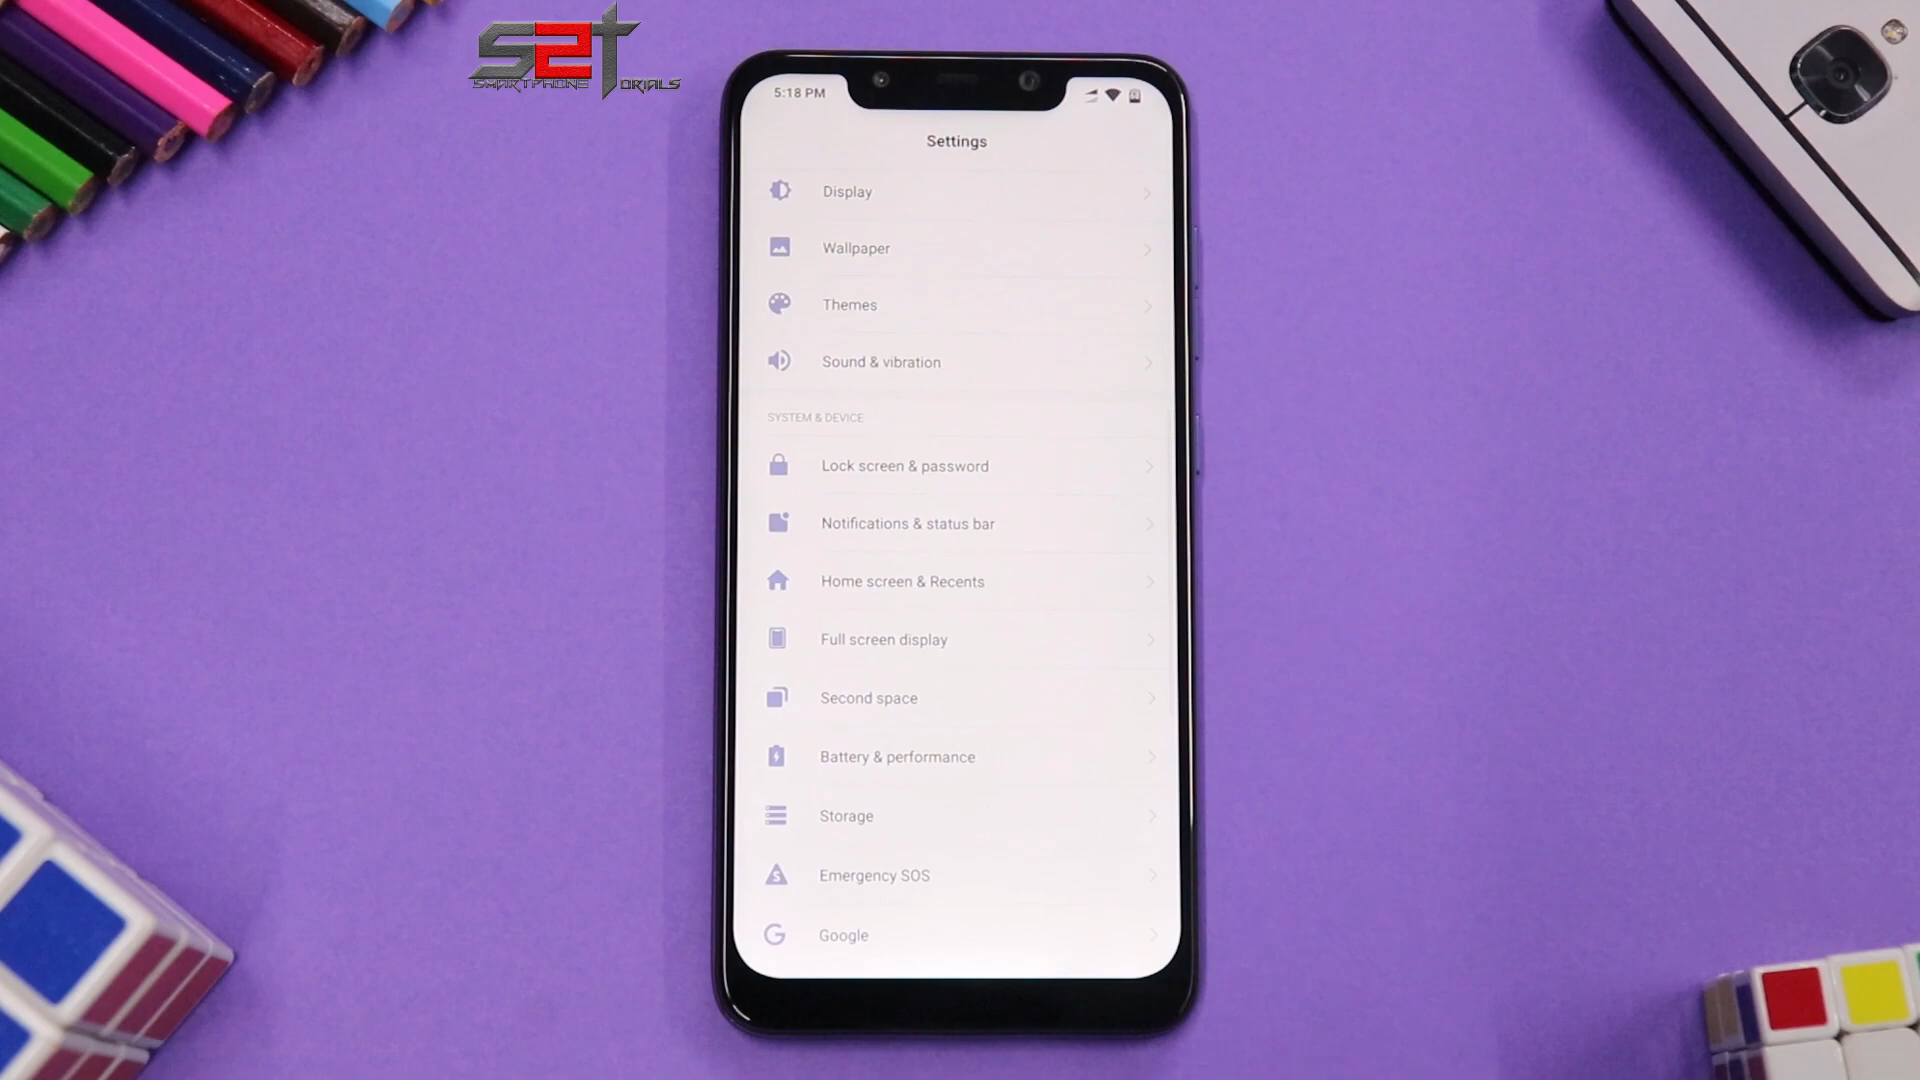 S2T
SMARTPHONE TORIALS
5:18 PM
Settings
Display
Wallpaper
Themes
Sound & vibration
SYSTEM & DEVICE
Lock screen & password
Notifications & status bar
Home screen & Recents
Full screen display
Second space
Battery & performance
Storage
Emergency SOS
Google